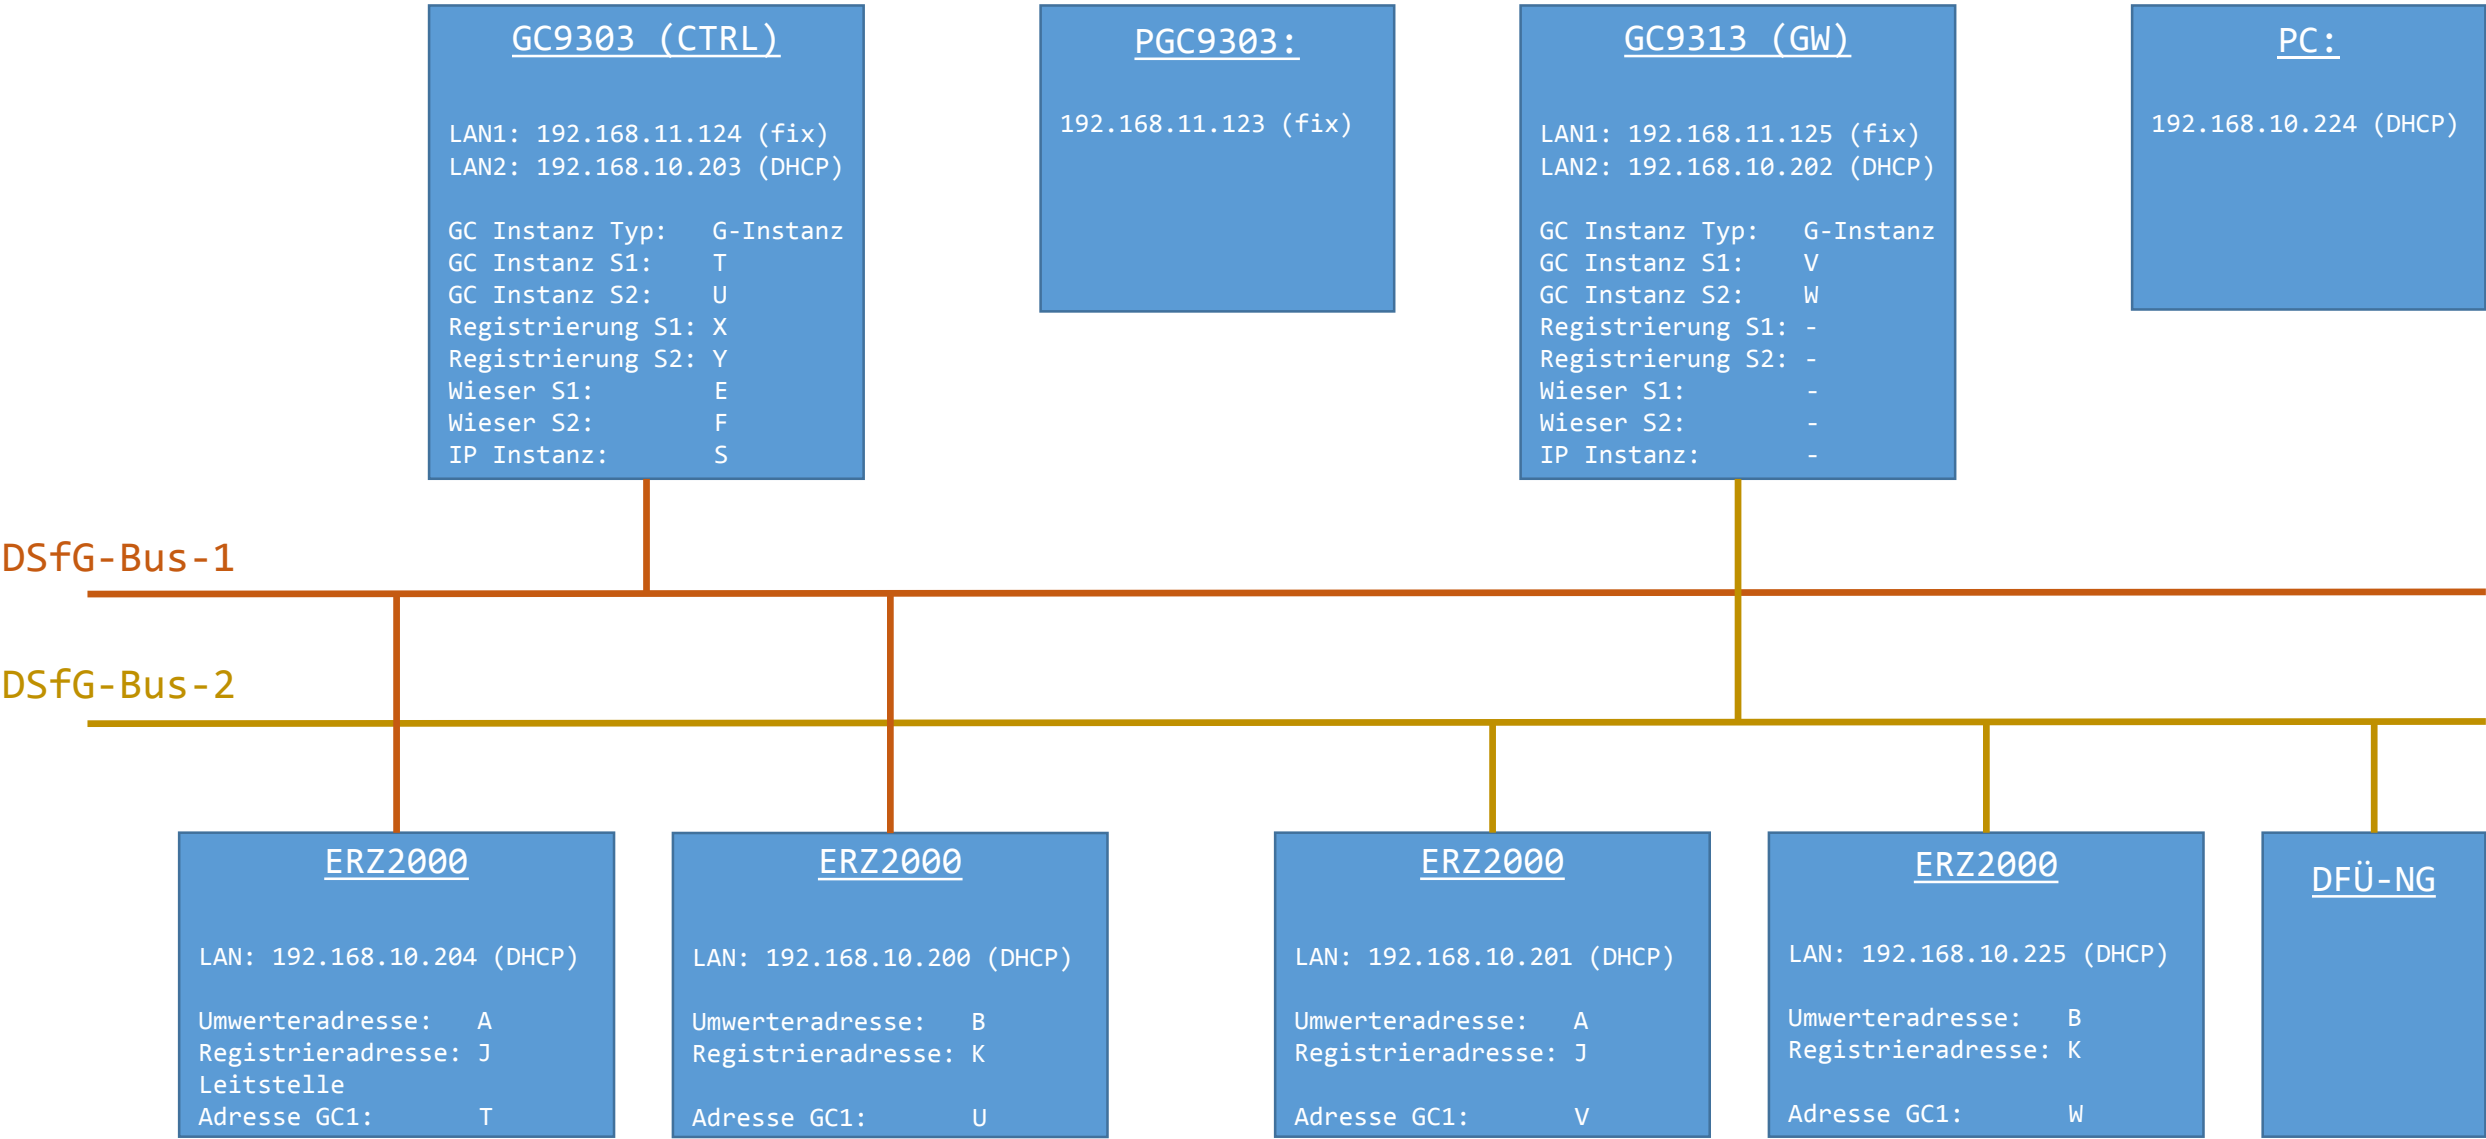 GC9303 (CTRL)
LAN1: 192.168.11.124 (fix)
LAN2: 192.168.10.203 (DHCP)
GC Instanz Typ: G-Instanz
GC Instanz S1: T
GC Instanz S2: U
Registrierung S1: X
Registrierung S2: Y
Wieser S1: E
Wieser S2: F
IP Instanz: S
PGC9303:
192.168.11.123 (fix)
GC9313 (GW)
LAN1: 192.168.11.125 (fix)
LAN2: 192.168.10.202 (DHCP)
GC Instanz Typ: G-Instanz
GC Instanz S1: V
GC Instanz S2: W
Registrierung S1: -
Registrierung S2: -
Wieser S1: -
Wieser S2: -
IP Instanz: -
PC:
192.168.10.224 (DHCP)
DSfG-Bus-1
DSfG-Bus-2
ERZ2000
LAN: 192.168.10.204 (DHCP)
Umwerteradresse: A
Registrieradresse: J
Leitstelle
Adresse GC1: T
ERZ2000
LAN: 192.168.10.200 (DHCP)
Umwerteradresse: B
Registrieradresse: K
Adresse GC1: U
ERZ2000
LAN: 192.168.10.201 (DHCP)
Umwerteradresse: A
Registrieradresse: J
Adresse GC1: V
ERZ2000
LAN: 192.168.10.225 (DHCP)
Umwerteradresse: B
Registrieradresse: K
Adresse GC1: W
DFÜ-NG